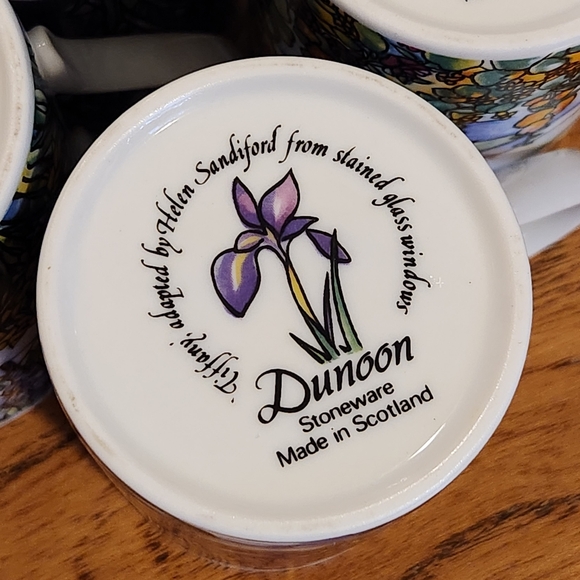 'Tiffany', adapted by Helen Sandiford from stained glass windows
Dunoon
Stoneware
Made in Scotland